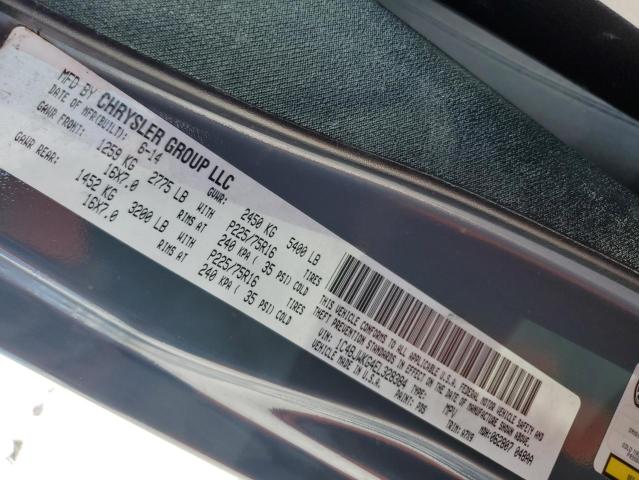 MFD BY CHRYSLER GROUP LLC
DATE OF MFR(BUILD): 6-14 GVWR: 2450 KG 5400 LB
GAWR FRONT: 1259 KG 2775 LB WITH P225/75R16 TIRES
16X7.0 RIMS AT 240 KPA( 35 PSI) COLD
GAWR REAR: 1452 KG 3200 LB WITH P225/75R16 TIRES
16X7.0 RIMS AT 240 KPA( 35 PSI) COLD
THIS VEHICLE CONFORMS TO ALL APPLICABLE U.S.A. FEDERAL MOTOR VEHICLE SAFETY AND
THEFT PREVENTION STANDARDS IN EFFECT ON THE DATE OF MANUFACTURE SHOWN ABOVE.
VIN: 1C4BJWKG4EL328384 TYPE: MPV
MADE IN U.S.A. PAINT: PDS TRIM: